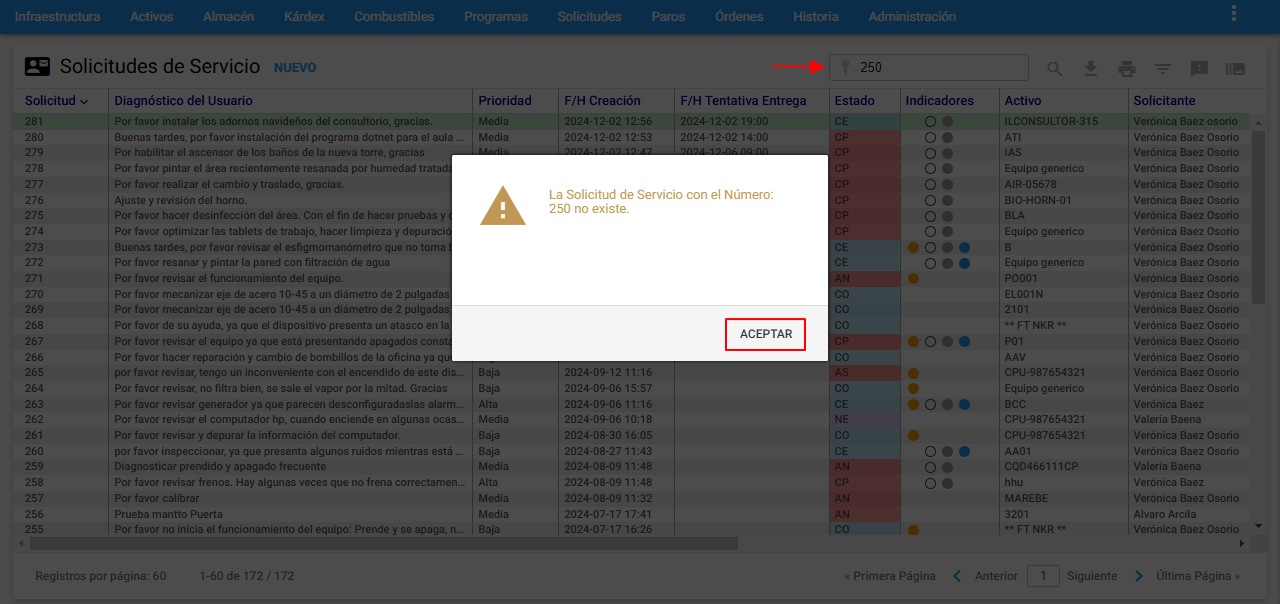 Infraestructura Activos Almacén Kárdex Combustibles Programas Solicitudes Paros Órdenes Historia Administración
Solicitudes de Servicio NUEVO 250
Solicitud Diagnóstico del Usuario Prioridad F/H Creación F/H Tentativa Entrega Estado Indicadores Activo Solicitante
281 Por favor instalar los adornos navideños del consultorio, gracias. Media 2024-12-02 12:56 2024-12-02 19:00 CE ILCONSULTOR-315 Verónica Baez osorio
280 Buenas tardes, por favor instalación del programa dotnet para el aula ... Media 2024-12-02 12:53 2024-12-02 14:00 CP ATI Verónica Baez Osorio
279 Por habilitar el ascensor de los baños de la nueva torre, gracias Media 2024-12-02 12:47 2024-12-06 09:00 CP IAS Verónica Baez Osorio
278 Por favor pintar el área recientemente resanada por humedad tratada CP Equipo generico Verónica Baez Osorio
277 Por favor realizar el cambio y traslado, gracias. CP AIR-05678 Verónica Baez Osorio
276 Ajuste y revisión del horno. CP BIO-HORN-01 Verónica Baez Osorio
275 Por favor hacer desinfección del área. Con el fin de hacer pruebas y CP BLA Verónica Baez Osorio
274 Por favor optimizar las tablets de trabajo, hacer limpieza y depuració CP Equipo generico Verónica Baez Osorio
273 Buenas tardes, por favor revisar el esfigmomanómetro que no toma CE B Verónica Baez Osorio
272 Por favor resanar y pintar la pared con filtración de agua CE Equipo generico Verónica Baez Osorio
271 Por favor revisar el funcionamiento del equipo. AN PO001 Verónica Baez Osorio
270 Por favor mecanizar eje de acero 10-45 a un diámetro de 2 pulgadas CO EL001N Verónica Baez Osorio
269 Por favor mecanizar eje de acero 10-45 a un diámetro de 2 pulgadas CO 2101 Verónica Baez Osorio
268 Por favor de su ayuda, ya que el dispositivo presenta un atasco en la CO ** FT NKR ** Verónica Baez Osorio
267 Por favor revisar el equipo ya que está presentando apagados consta CP P01 Verónica Baez Osorio
266 Por favor hacer reparación y cambio de bombillos de la oficina ya qu CO AAV Verónica Baez Osorio
La Solicitud de Servicio con el Número:
250 no existe.
ACEPTAR
265 por favor revisar, tengo un inconveniente con el encendido de este dis... Baja 2024-09-12 11:16 AS CPU-987654321 Verónica Baez Osorio
264 Por favor revisar, no filtra bien, se sale el vapor por la mitad. Gracias Baja 2024-09-06 15:57 CO Equipo generico Verónica Baez Osorio
263 Por favor revisar generador ya que parecen desconfiguradaslas alarm... Alta 2024-09-06 11:16 CE BCC Verónica Baez
262 Por favor revisar el computador hp, cuando enciende en algunas ocas... Media 2024-09-06 10:18 NE CPU-987654321 Valeria Baena
261 Por favor revisar y depurar la información del computador. Baja 2024-08-30 16:05 CO CPU-987654321 Verónica Baez Osorio
260 por favor inspeccionar, ya que presenta algunos ruidos mientras está ... Baja 2024-08-27 11:43 CE AA01 Verónica Baez Osorio
259 Diagnosticar prendido y apagado frecuente Media 2024-08-09 11:48 AN CQD466111CP Valeria Baena
258 Por favor revisar frenos. Hay algunas veces que no frena correctamen... Alta 2024-08-09 11:48 CP hhu Verónica Baez
257 Por favor calibrar Media 2024-08-09 11:32 AN MAREBE Verónica Baez Osorio
256 Prueba mantto Puerta Media 2024-07-17 17:41 AN 3201 Alvaro Arcila
255 Por favor no inicia el funcionamiento del equipo: Prende y se apaga, n... Baja 2024-07-17 16:26 CO ** FT NKR ** Verónica Baez Osorio
Registros por página: 60 1-60 de 172 / 172 « Primera Página Anterior 1 Siguiente Última Página »